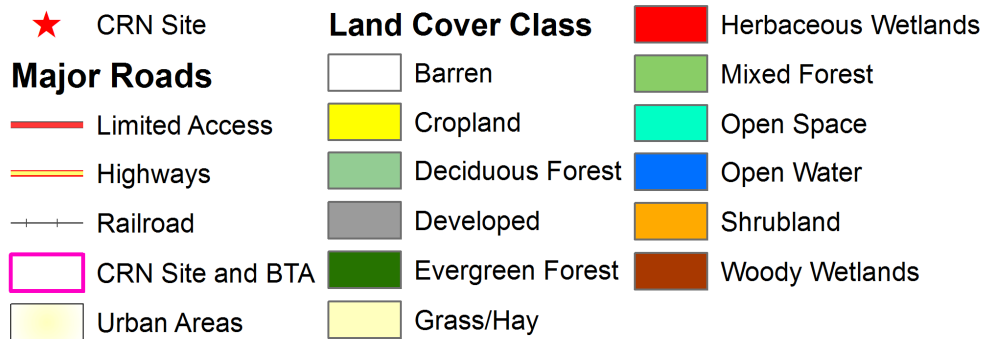 CRN Site
Major Roads
Limited Access
Highways
Railroad
CRN Site and BTA
Urban Areas
Land Cover Class
Barren
Cropland
Deciduous Forest
Developed
Evergreen Forest
Grass/Hay
Herbaceous Wetlands
Mixed Forest
Open Space
Open Water
Shrubland
Woody Wetlands